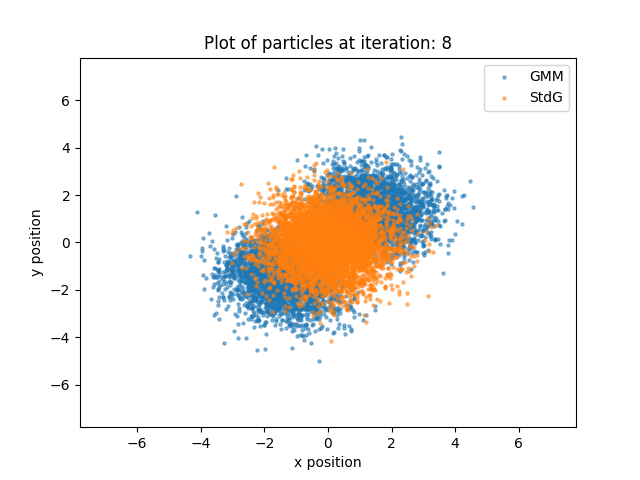 Plot of particles at iteration: 8
GMM
StdG
y position
6
4
2
0
−2
−4
−6
−6 −4 −2 0 2 4 6
x position